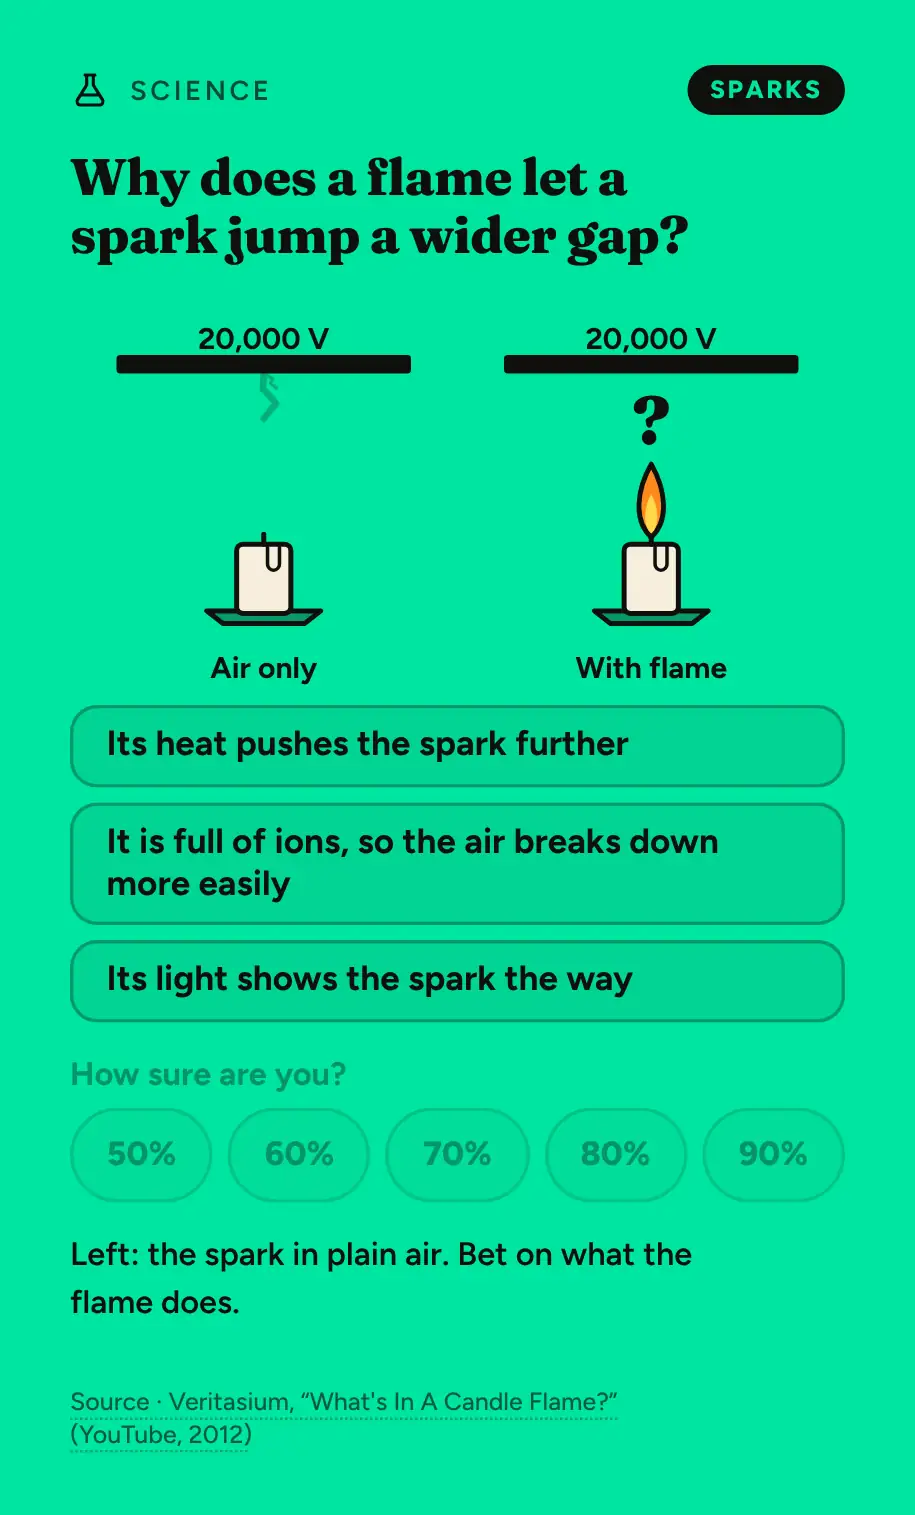 SCIENCE
SPARKS
Why does a flame let a
spark jump a wider gap?
20,000 V
20,000 V
?
Air only
With flame
Its heat pushes the spark further
It is full of ions, so the air breaks down
more easily
Its light shows the spark the way
How sure are you?
50%
60%
70%
80%
90%
Left: the spark in plain air. Bet on what the
flame does.
Source · Veritasium, “What's In A Candle Flame?”
(YouTube, 2012)